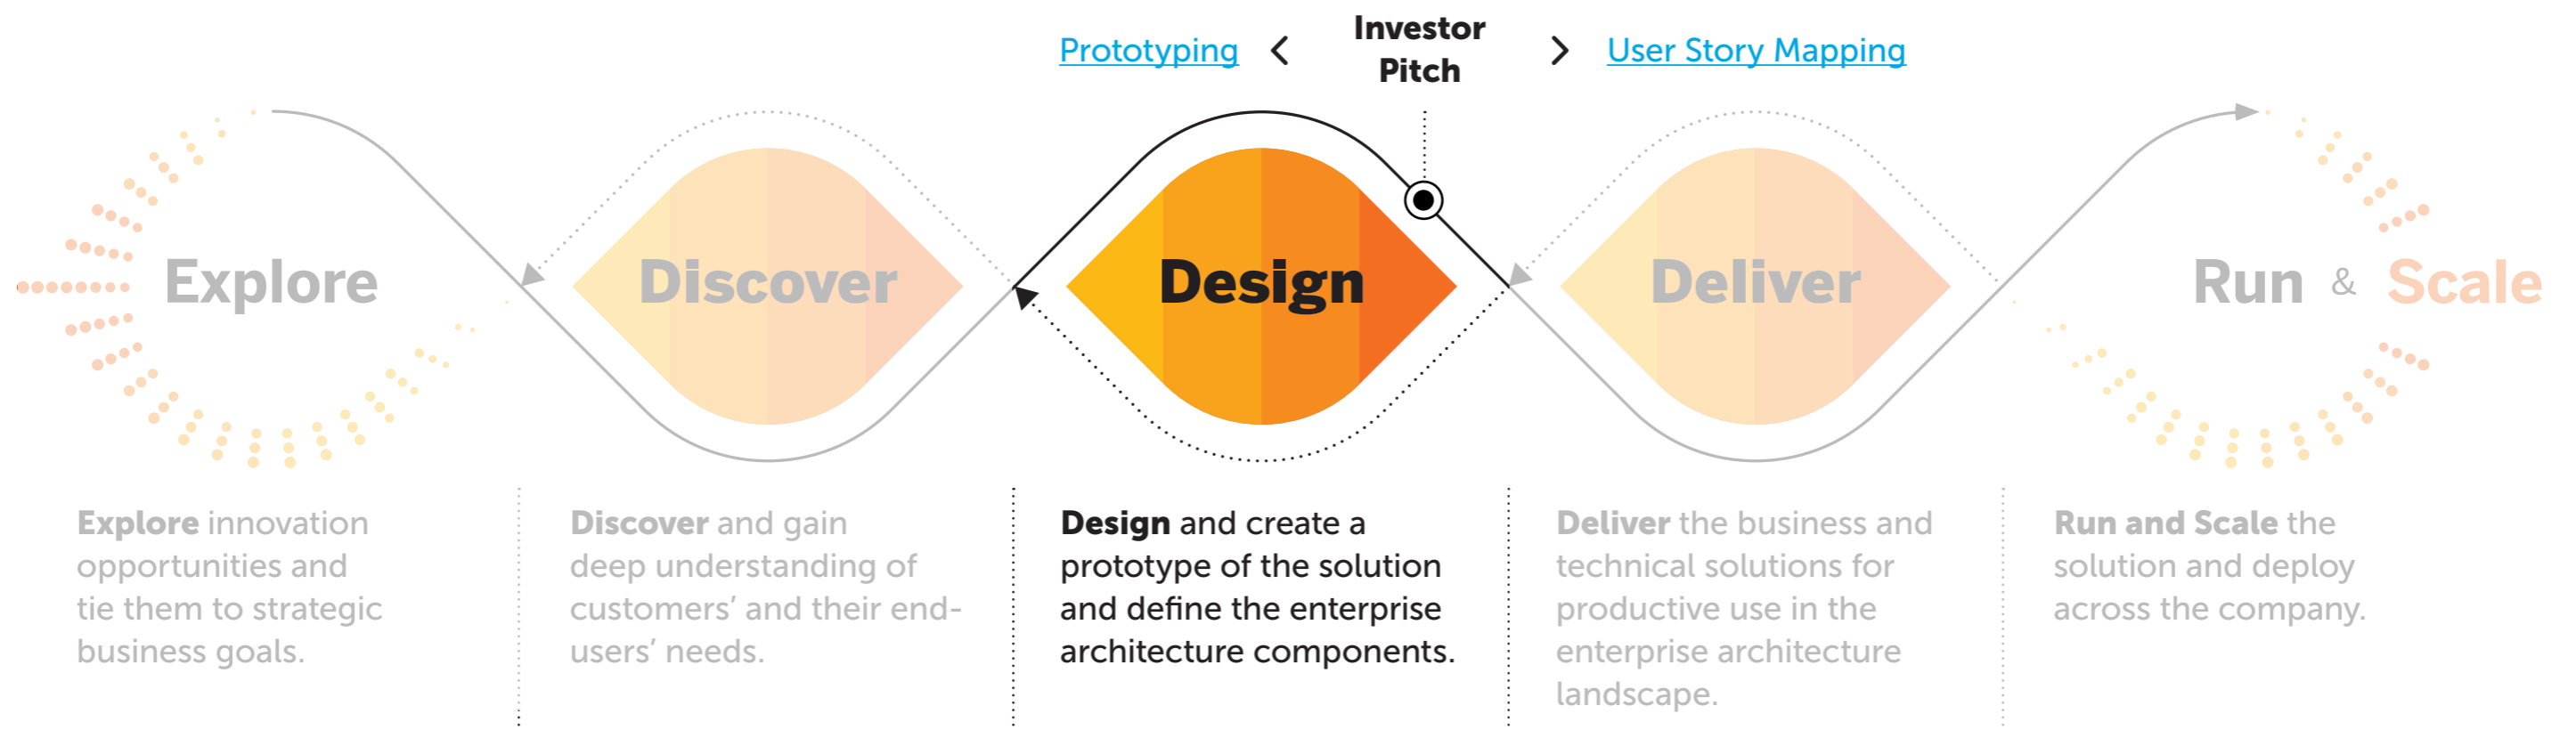 Prototyping < Investor Pitch > User Story Mapping
Explore
Discover
Design
Deliver
Run & Scale
Explore innovation
opportunities and
tie them to strategic
business goals.
Discover and gain
deep understanding of
customers’ and their end-
users’ needs.
Design and create a
prototype of the solution
and define the enterprise
architecture components.
Deliver the business and
technical solutions for
productive use in the
enterprise architecture
landscape.
Run and Scale the
solution and deploy
across the company.